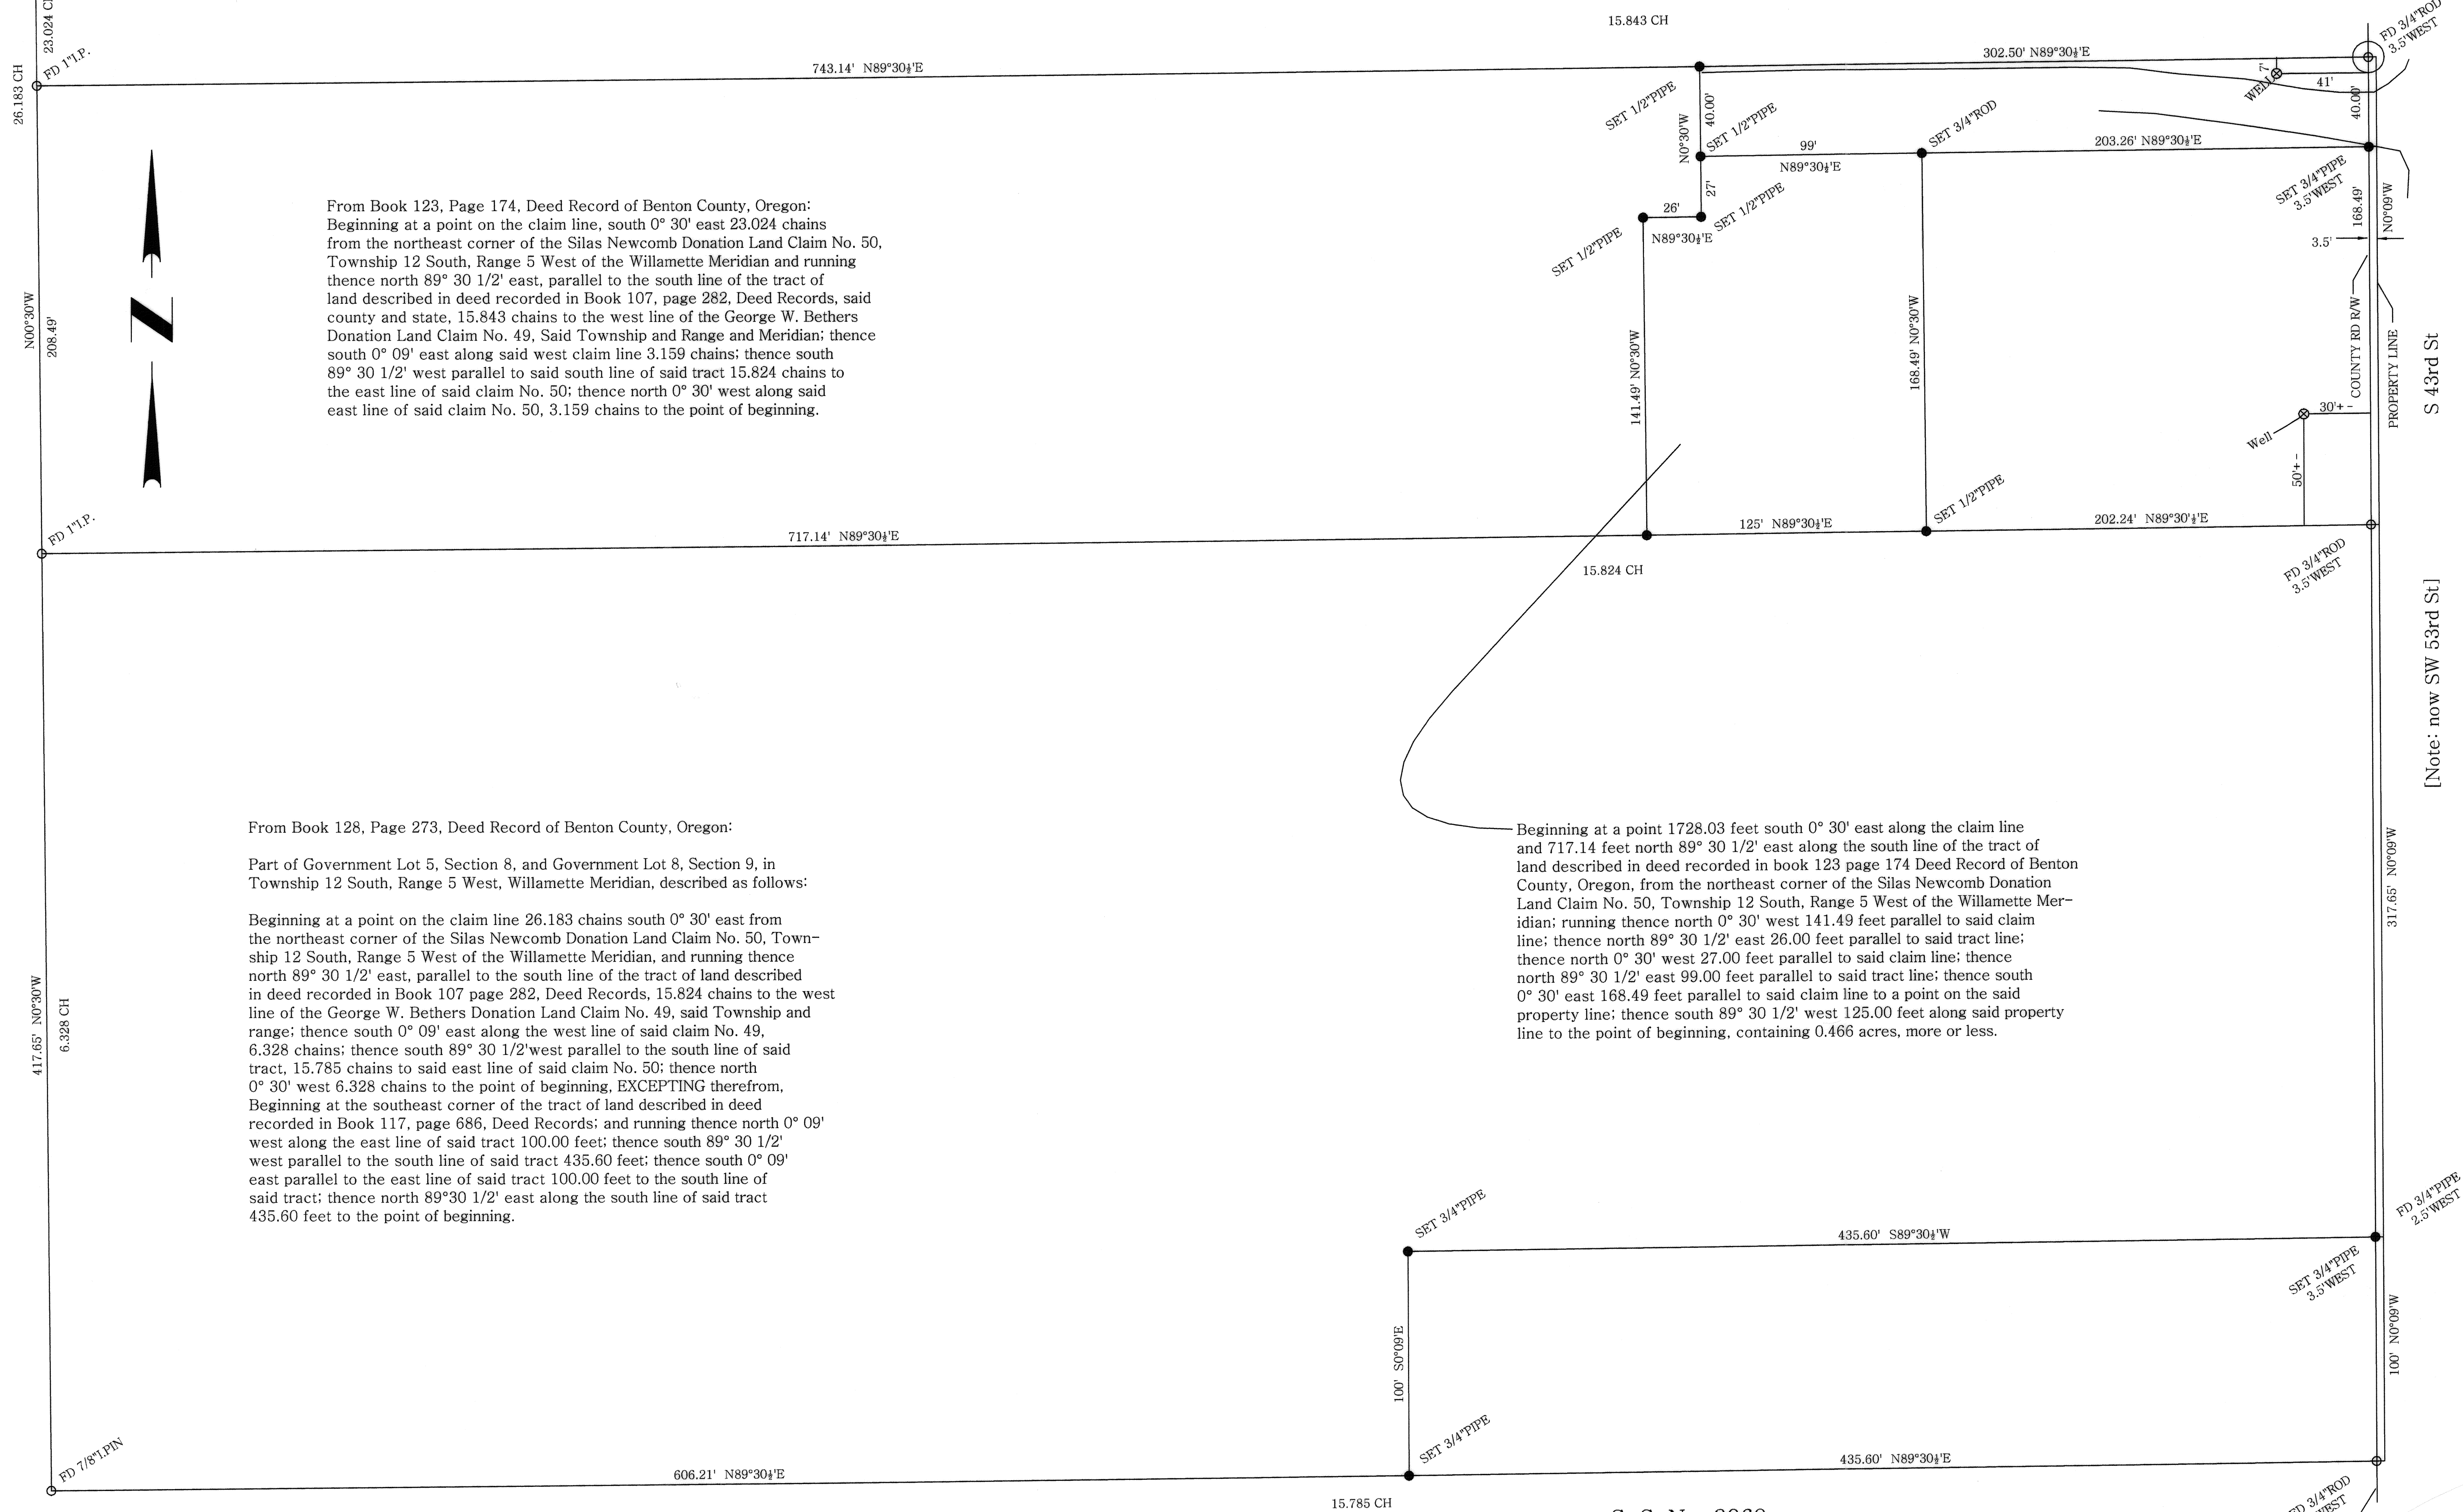 23.024 C
26.183 CH
FD 1"I.P.
743.14' N89°30½'E
15.843 CH
302.50' N89°30½'E
FD 3/4"ROD
3.5'WEST
SET 1/2"PIPE
N0°30'W
40.00'
SET 1/2"PIPE
SET 3/4"ROD
WELL
7'
41'
40.00'
99'
N89°30½'E
203.26' N89°30½'E
27'
SET 1/2"PIPE
26'
N89°30½'E
SET 1/2"PIPE
SET 3/4"PIPE
3.5'WEST
168.49'
N0°09'W
3.5'
From Book 123, Page 174, Deed Record of Benton County, Oregon:
Beginning at a point on the claim line, south 0° 30' east 23.024 chains
from the northeast corner of the Silas Newcomb Donation Land Claim No. 50,
Township 12 South, Range 5 West of the Willamette Meridian and running
thence north 89° 30 1/2' east, parallel to the south line of the tract of
land described in deed recorded in Book 107, page 282, Deed Records, said
county and state, 15.843 chains to the west line of the George W. Bethers
Donation Land Claim No. 49, Said Township and Range and Meridian; thence
south 0° 09' east along said west claim line 3.159 chains; thence south
89° 30 1/2' west parallel to said south line of said tract 15.824 chains to
the east line of said claim No. 50; thence north 0° 30' west along said
east line of said claim No. 50, 3.159 chains to the point of beginning.
N00°30'W
208.49'
N
141.49' N0°30'W
168.49' N0°30'W
COUNTY RD R/W
PROPERTY LINE
S 43rd St
Well
30'+ -
50'+ -
FD 1"I.P.
717.14' N89°30½'E
125' N89°30½'E
SET 1/2"PIPE
202.24' N89°30'½'E
15.824 CH
FD 3/4"ROD
3.5'WEST
[Note: now SW 53rd St]
From Book 128, Page 273, Deed Record of Benton County, Oregon:
Part of Government Lot 5, Section 8, and Government Lot 8, Section 9, in
Township 12 South, Range 5 West, Willamette Meridian, described as follows:
Beginning at a point on the claim line 26.183 chains south 0° 30' east from
the northeast corner of the Silas Newcomb Donation Land Claim No. 50, Town-
ship 12 South, Range 5 West of the Willamette Meridian, and running thence
north 89° 30 1/2' east, parallel to the south line of the tract of land described
in deed recorded in Book 107 page 282, Deed Records, 15.824 chains to the west
line of the George W. Bethers Donation Land Claim No. 49, said Township and
range; thence south 0° 09' east along the west line of said claim No. 49,
6.328 chains; thence south 89° 30 1/2'west parallel to the south line of said
tract, 15.785 chains to said east line of said claim No. 50; thence north
0° 30' west 6.328 chains to the point of beginning, EXCEPTING therefrom,
Beginning at the southeast corner of the tract of land described in deed
recorded in Book 117, page 686, Deed Records; and running thence north 0° 09'
west along the east line of said tract 100.00 feet; thence south 89° 30 1/2'
west parallel to the south line of said tract 435.60 feet; thence south 0° 09'
east parallel to the east line of said tract 100.00 feet to the south line of
said tract; thence north 89°30 1/2' east along the south line of said tract
435.60 feet to the point of beginning.
Beginning at a point 1728.03 feet south 0° 30' east along the claim line
and 717.14 feet north 89° 30 1/2' east along the south line of the tract of
land described in deed recorded in book 123 page 174 Deed Record of Benton
County, Oregon, from the northeast corner of the Silas Newcomb Donation
Land Claim No. 50, Township 12 South, Range 5 West of the Willamette Mer-
idian; running thence north 0° 30' west 141.49 feet parallel to said claim
line; thence north 89° 30 1/2' east 26.00 feet parallel to said tract line;
thence north 0° 30' west 27.00 feet parallel to said claim line; thence
north 89° 30 1/2' east 99.00 feet parallel to said tract line; thence south
0° 30' east 168.49 feet parallel to said claim line to a point on the said
property line; thence south 89° 30 1/2' west 125.00 feet along said property
line to the point of beginning, containing 0.466 acres, more or less.
317.65' N0°09'W
417.65' N0°30'W
6.328 CH
SET 3/4"PIPE
435.60' S89°30½'W
FD 3/4"PIPE
2.5'WEST
SET 3/4"PIPE
3.5'WEST
100' S0°09'E
100' N0°09'W
SET 3/4"PIPE
FD 7/8"I.PIN
606.21' N89°30½'E
435.60' N89°30½'E
15.785 CH
FD 3/4"ROD